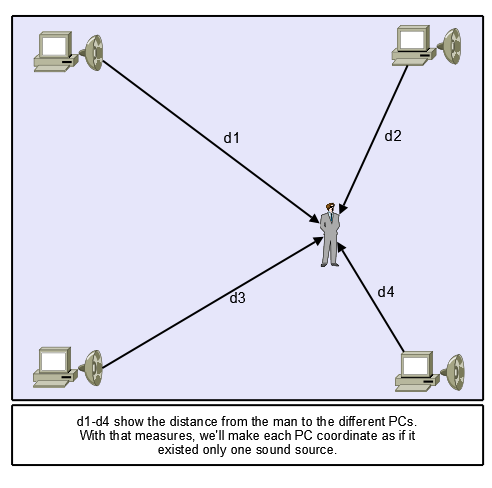 d1
d2
d3
d4
d1-d4 show the distance from the man to the different PCs.
With that measures, we'll make each PC coordinate as if it
existed only one sound source.